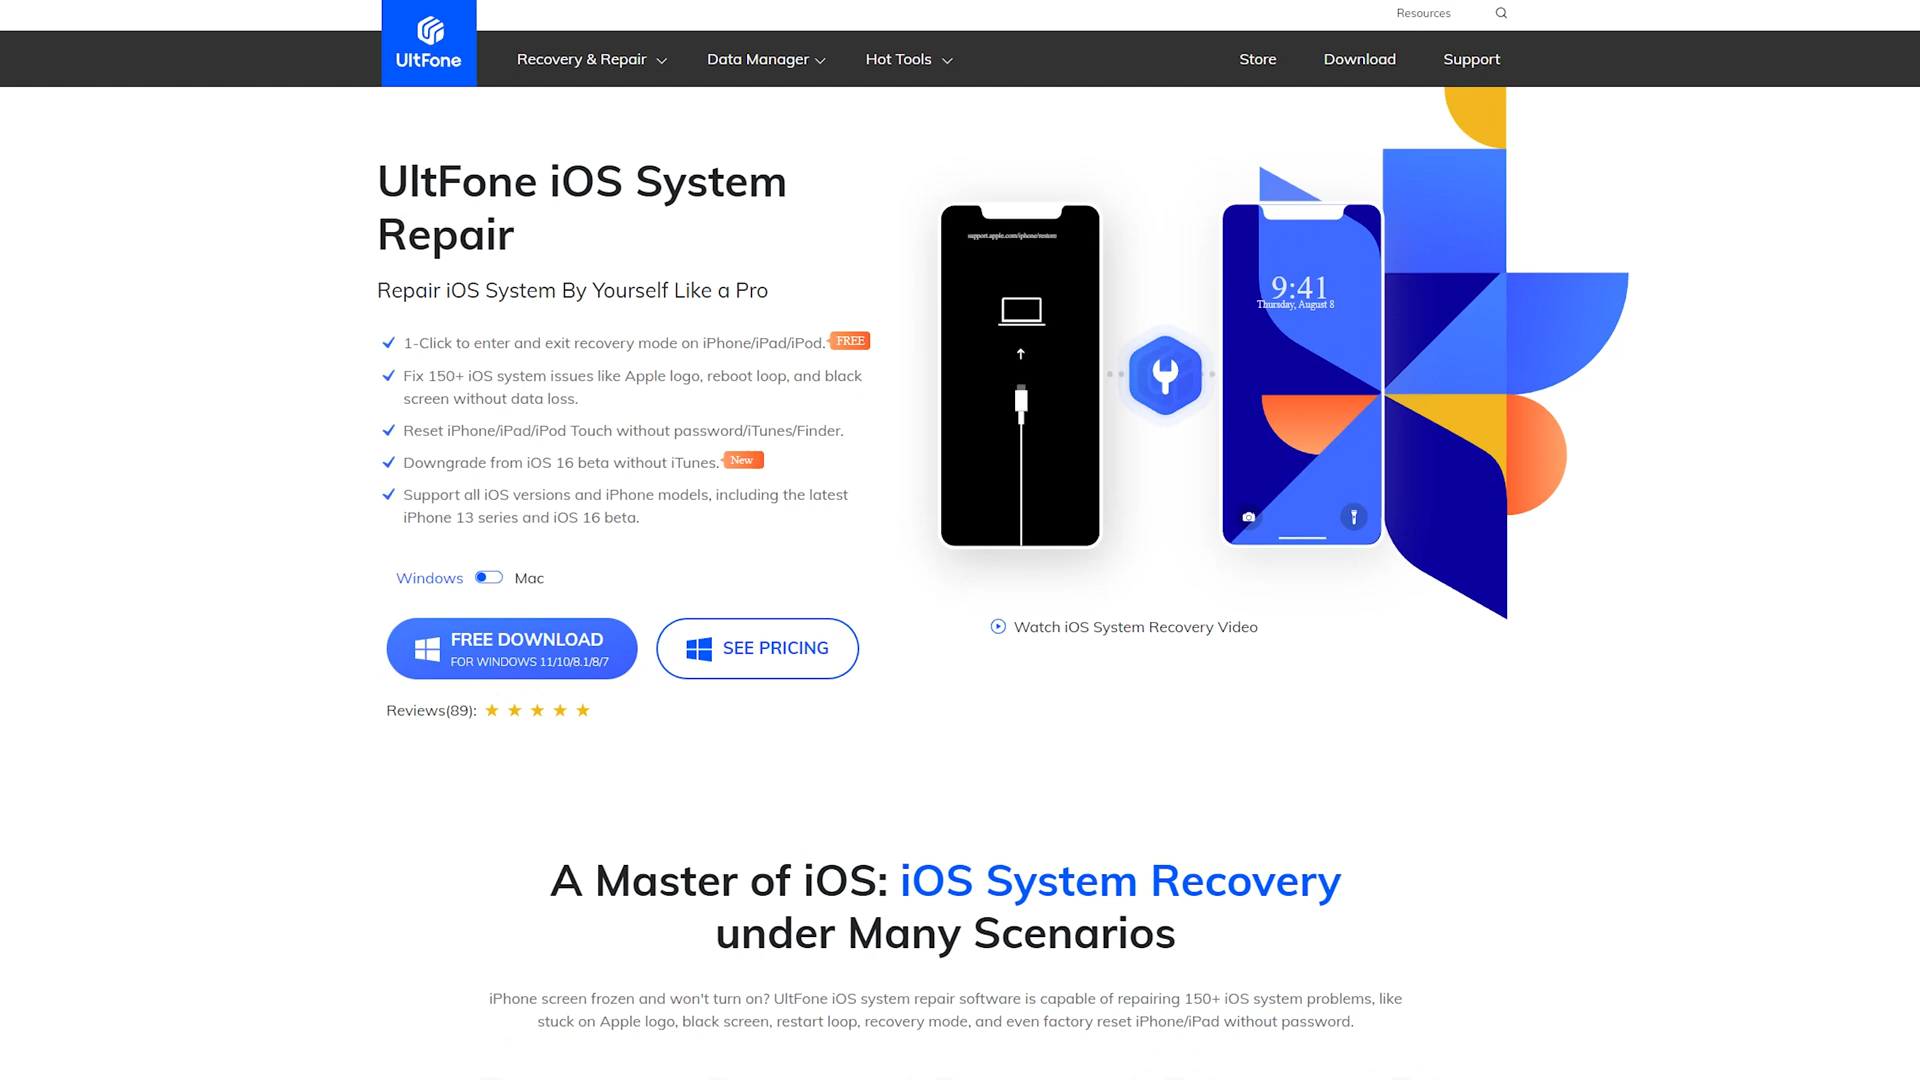 Resources
UltFone
Recovery & Repair
Data Manager
Hot Tools
Store
Download
Support
UltFone iOS System
Repair
Repair iOS System By Yourself Like a Pro
1-Click to enter and exit recovery mode on iPhone/iPad/iPod. FREE
Fix 150+ iOS system issues like Apple logo, reboot loop, and black
screen without data loss.
Reset iPhone/iPad/iPod Touch without password/iTunes/Finder.
Downgrade from iOS 16 beta without iTunes. New
Support all iOS versions and iPhone models, including the latest
iPhone 13 series and iOS 16 beta.
Windows
Mac
FREE DOWNLOAD
FOR WINDOWS 11/10/8.1/8/7
SEE PRICING
Reviews(89):
support.apple.com/iphone/restore
9:41
Thursday, August 8
Watch iOS System Recovery Video
A Master of iOS: iOS System Recovery
under Many Scenarios
iPhone screen frozen and won't turn on? UltFone iOS system repair software is capable of repairing 150+ iOS system problems, like
stuck on Apple logo, black screen, restart loop, recovery mode, and even factory reset iPhone/iPad without password.